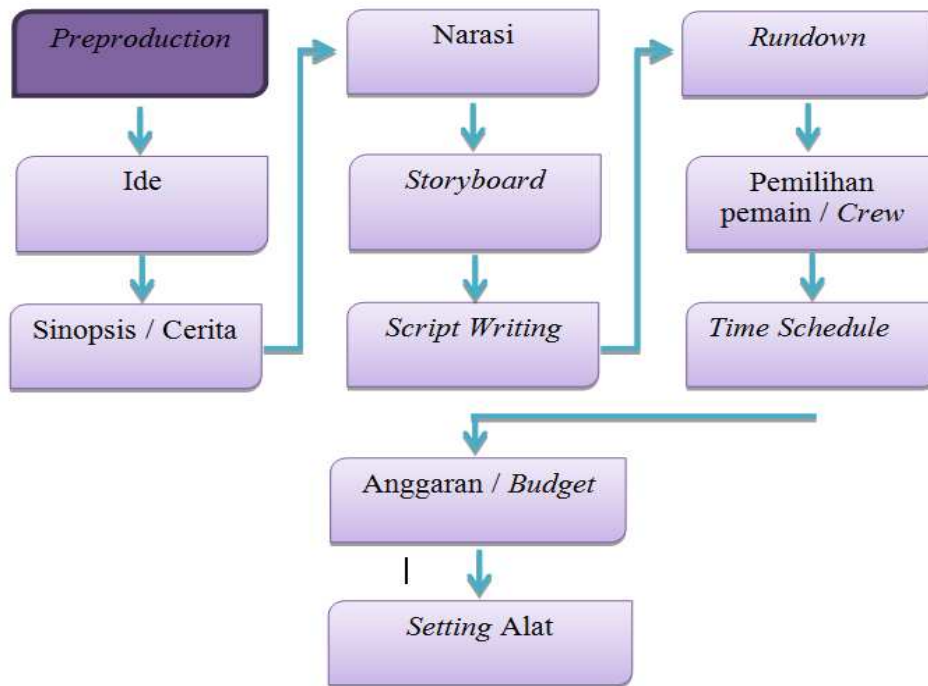 Preproduction
Ide
Sinopsis / Cerita
Narasi
Storyboard
Script Writing
Rundown
Pemilihan
pemain / Crew
Time Schedule
Anggaran / Budget
Setting Alat